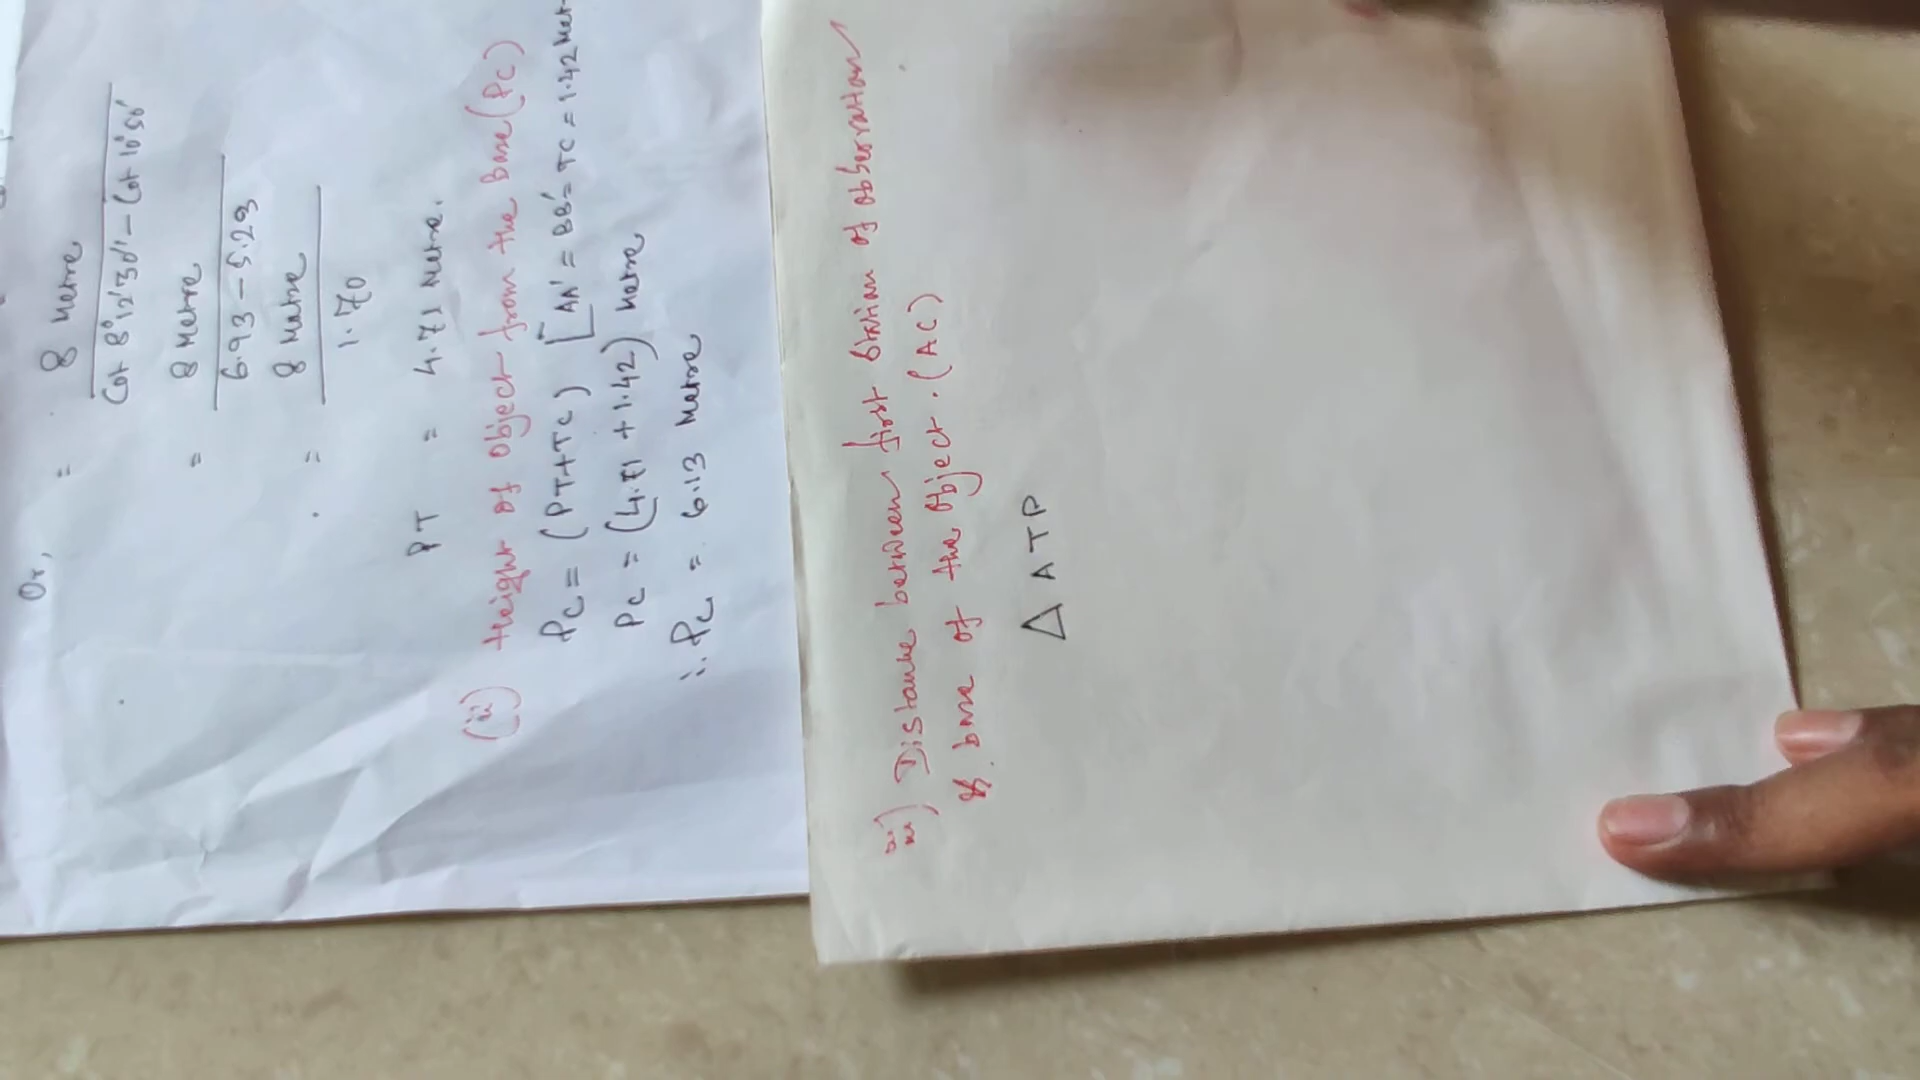 Or,
= 8 metre
Cot 8°12'30" - Cot 10°50'
= 8 Metre
6.93 - 5.29
= 8 Metre
1.70
PT = 4.71 Metre.
(ii) Height of Object from the Base (PC)
PC = (PT+TC) [AA' = BB' = TC = 1.42 Met
PC = (4.71 + 1.42) Metre
∴ PC = 6.13 Metre
iii) Distance between first Station of Observation
& base of the Object. (AC)
△ ATP